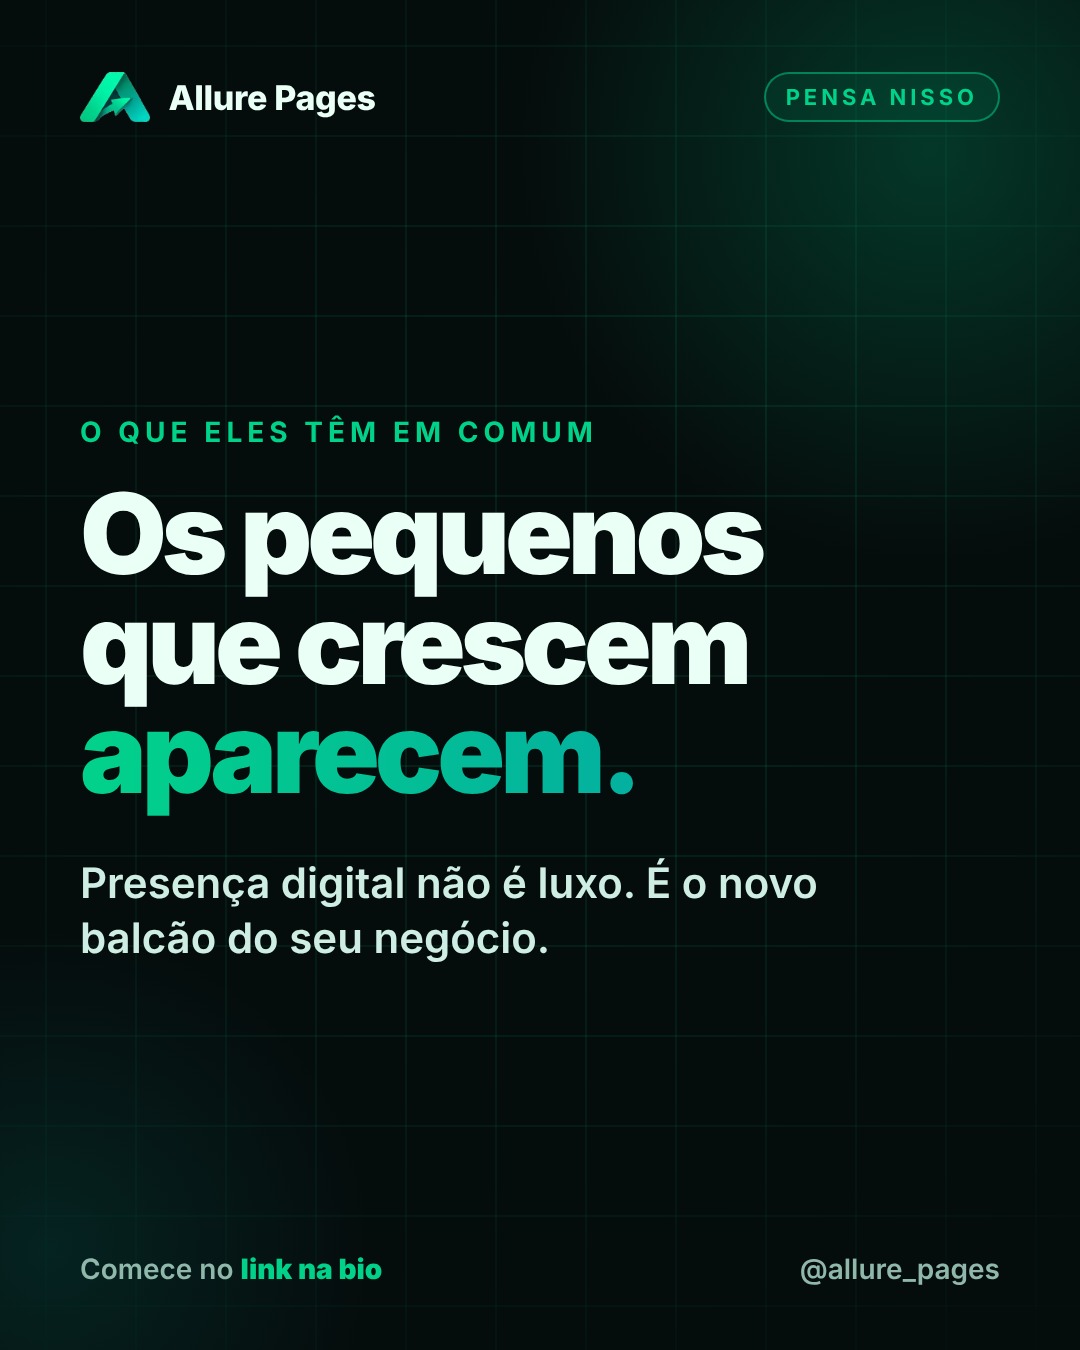 Allure Pages
PENSA NISSO
O QUE ELES TÊM EM COMUM
Os pequenos
que crescem
aparecem.
Presença digital não é luxo. É o novo
balcão do seu negócio.
Comece no link na bio
@allure_pages